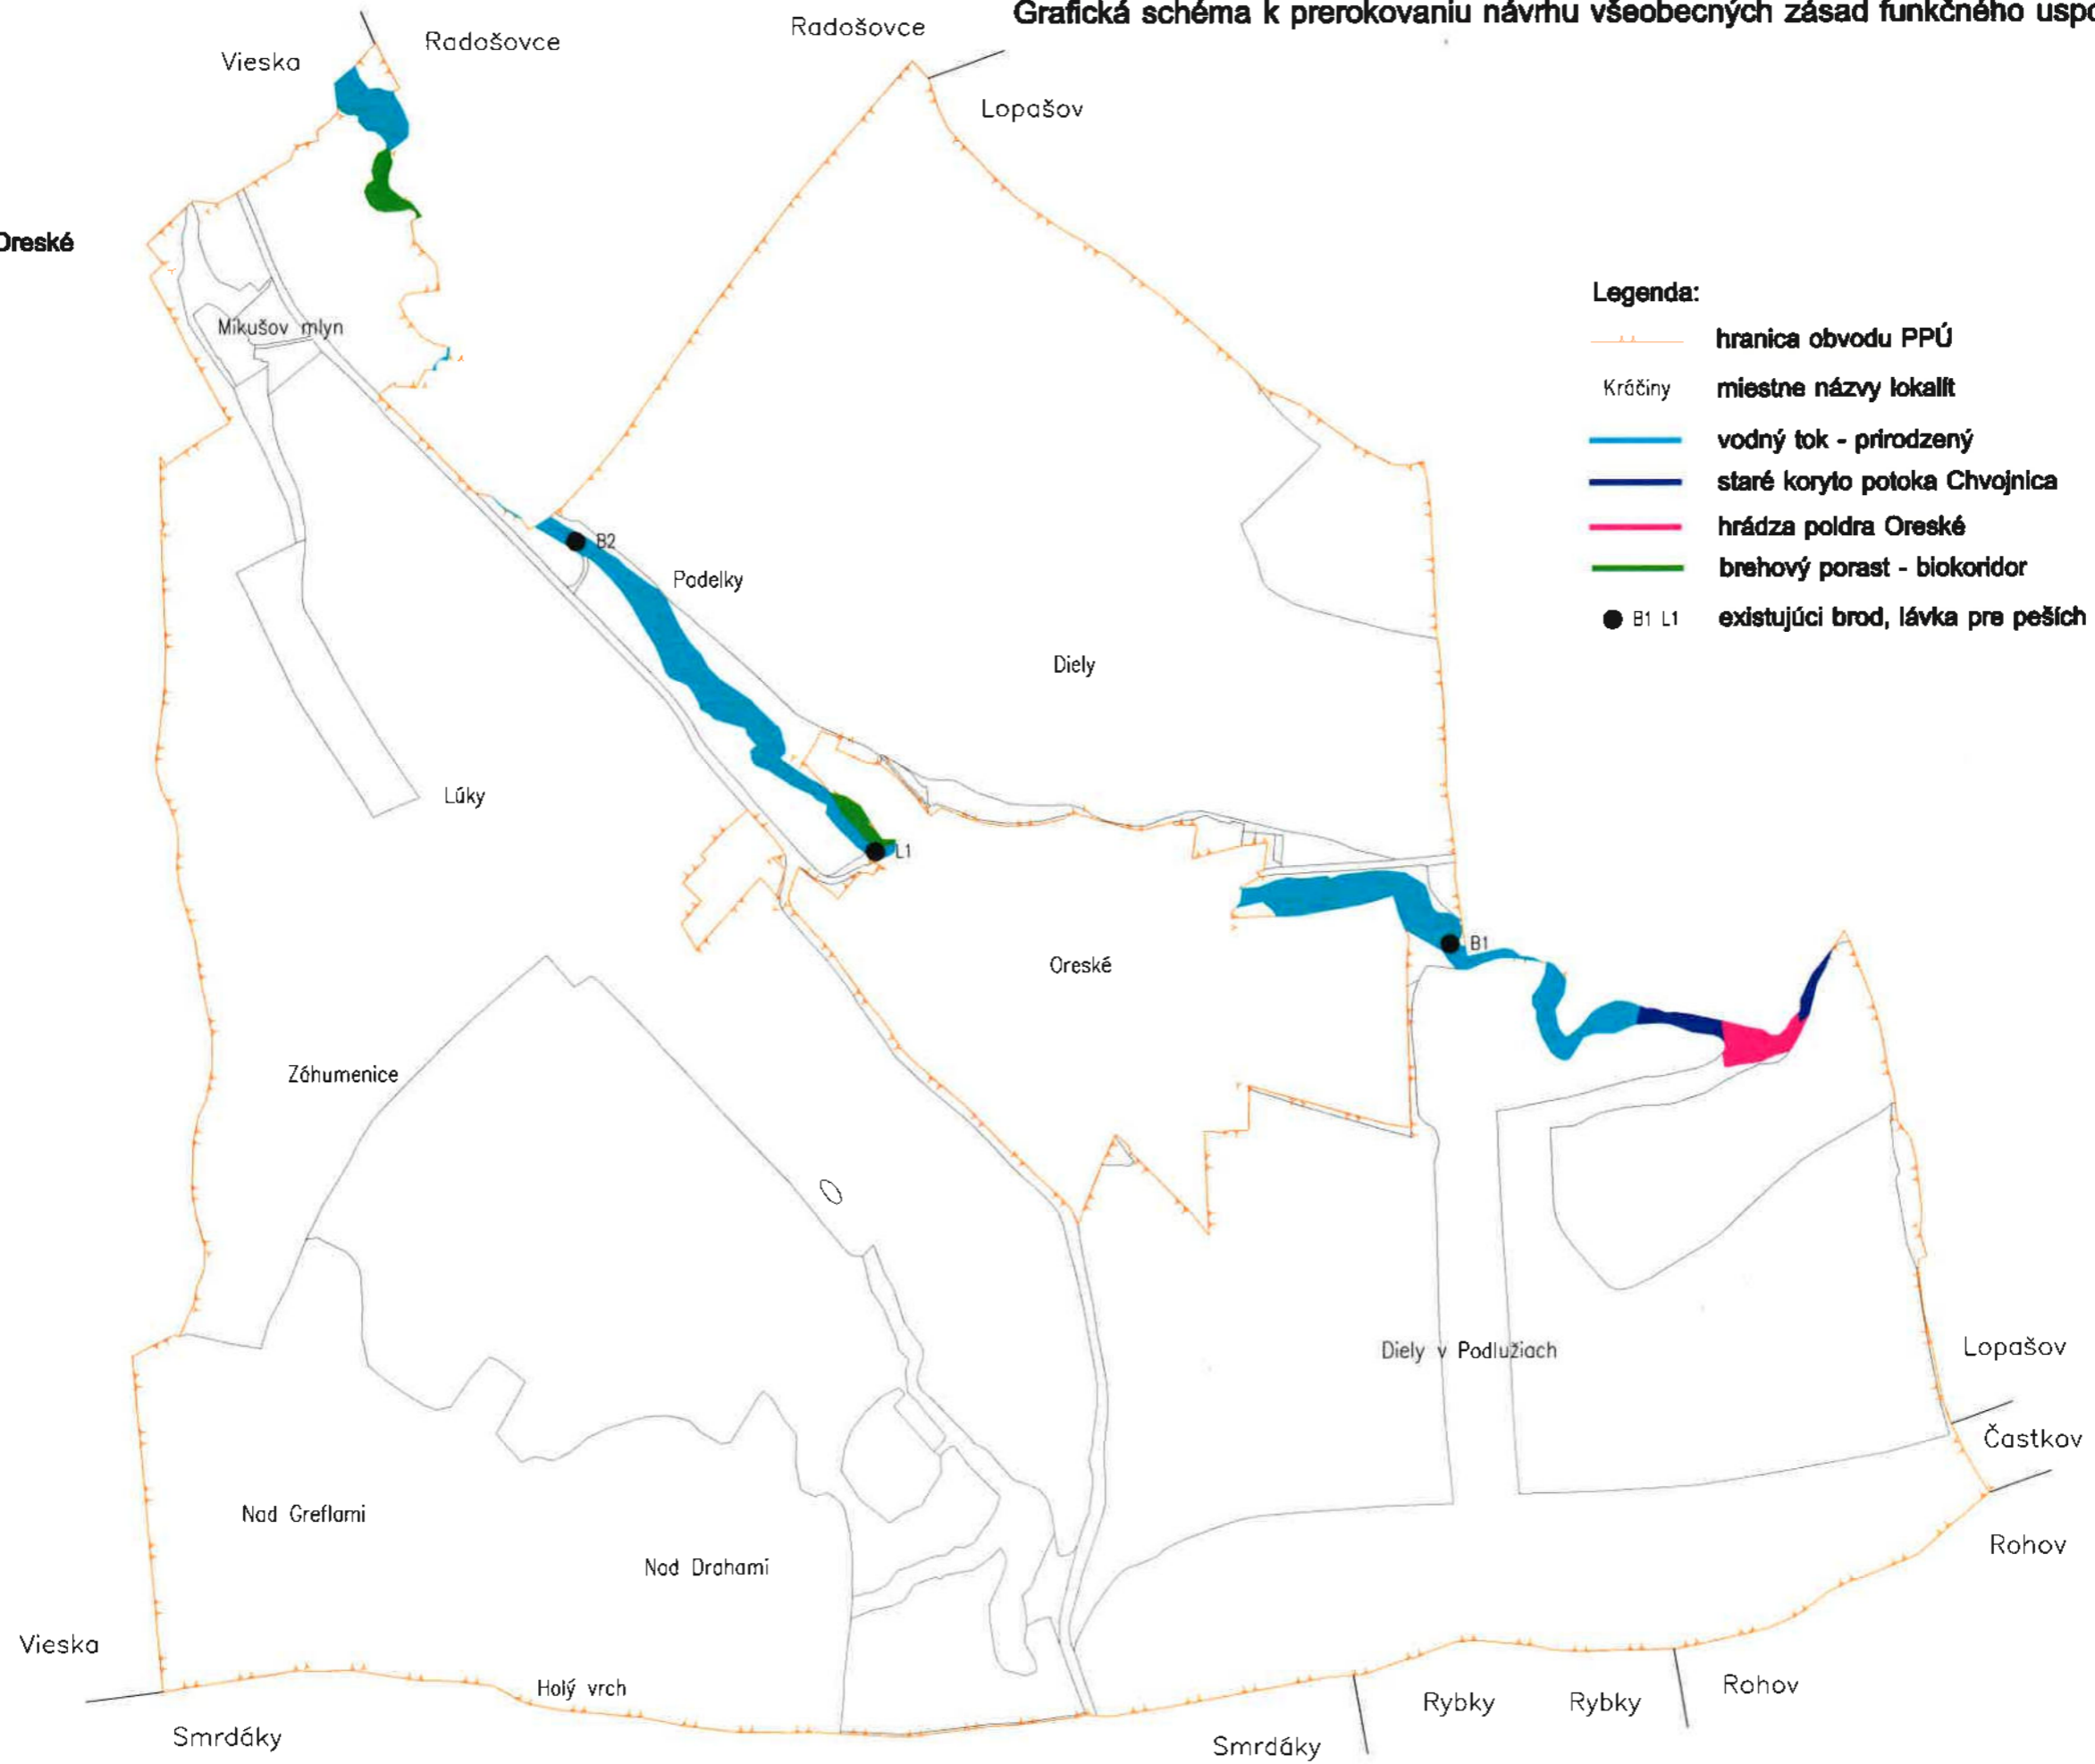 Grafická schéma k prerokovaniu návrhu všeobecných zásad funkčného uspo
Radošovce
Radošovce
Vieska
Lopašov
Oreské
Legenda:
hranica obvodu PPÚ
Kráčiny miestne názvy lokalít
vodný tok - prirodzený
staré koryto potoka Chvojnica
hrádza poldra Oreské
brehový porast - biokoridor
B1 L1 existujúci brod, lávka pre peších
Mikušov mlyn
B2
Padelky
Diely
Lúky
L1
B1
Oreské
Záhumenice
Diely v Podlužiach
Lopašov
Častkov
Nad Greflami
Rohov
Nad Drahami
Vieska
Holý vrch
Rohov
Rybky
Rybky
Smrdáky
Smrdáky